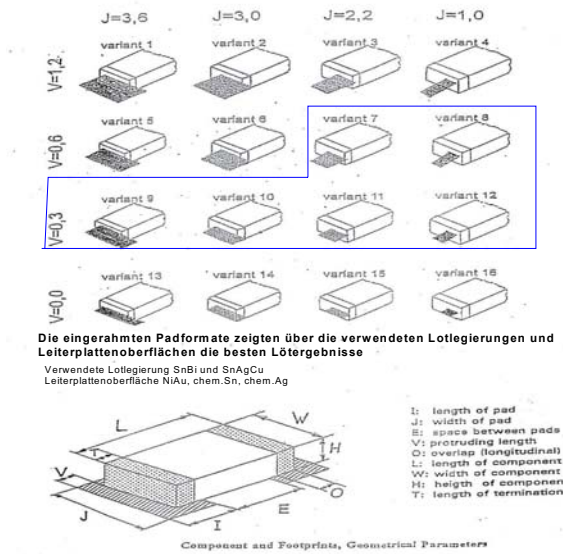 J=3,6 J=3,0 J=2,2 J=1,0
V=1,2
variant 1 variant 2 variant 3 variant 4
V=0,6
variant 5 variant 6 variant 7 variant 8
V=0,3
variant 9 variant 10 variant 11 variant 12
V=0,0
variant 13 variant 14 variant 15 variant 16
Die eingerahmten Padformate zeigten über die verwendeten Lotlegierungen und
Leiterplattenoberflächen die besten Lötergebnisse
Verwendete Lotlegierung SnBi und SnAgCu
Leiterplattenoberfläche NiAu, chem.Sn, chem.Ag
L
W
T
H
V
O
J
I
E
I: length of pad
J: width of pad
E: space between pads
V: protruding length
O: overlap (longitudinal)
L: length of component
W: width of component
H: heigth of component
T: length of termination
Component and Footprints, Geometrical Parameters